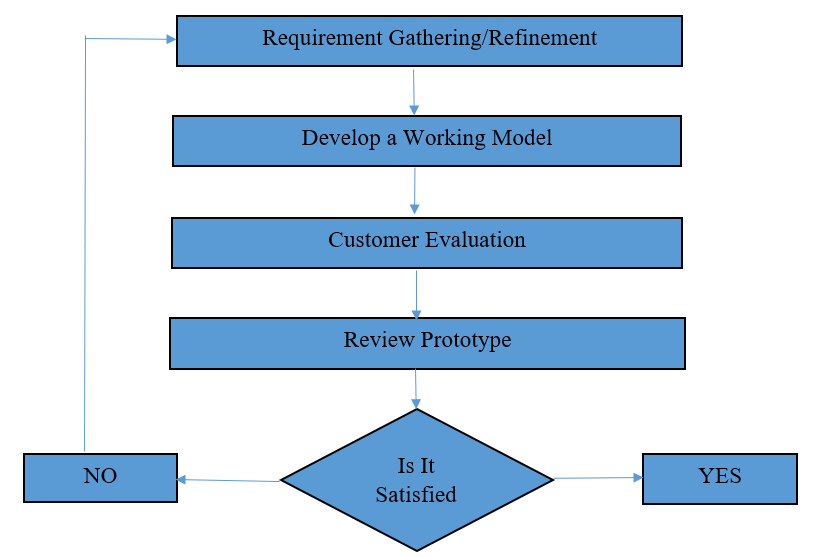 Requirement Gathering/Refinement
Develop a Working Model
Customer Evaluation
Review Prototype
Is It
Satisfied
NO
YES